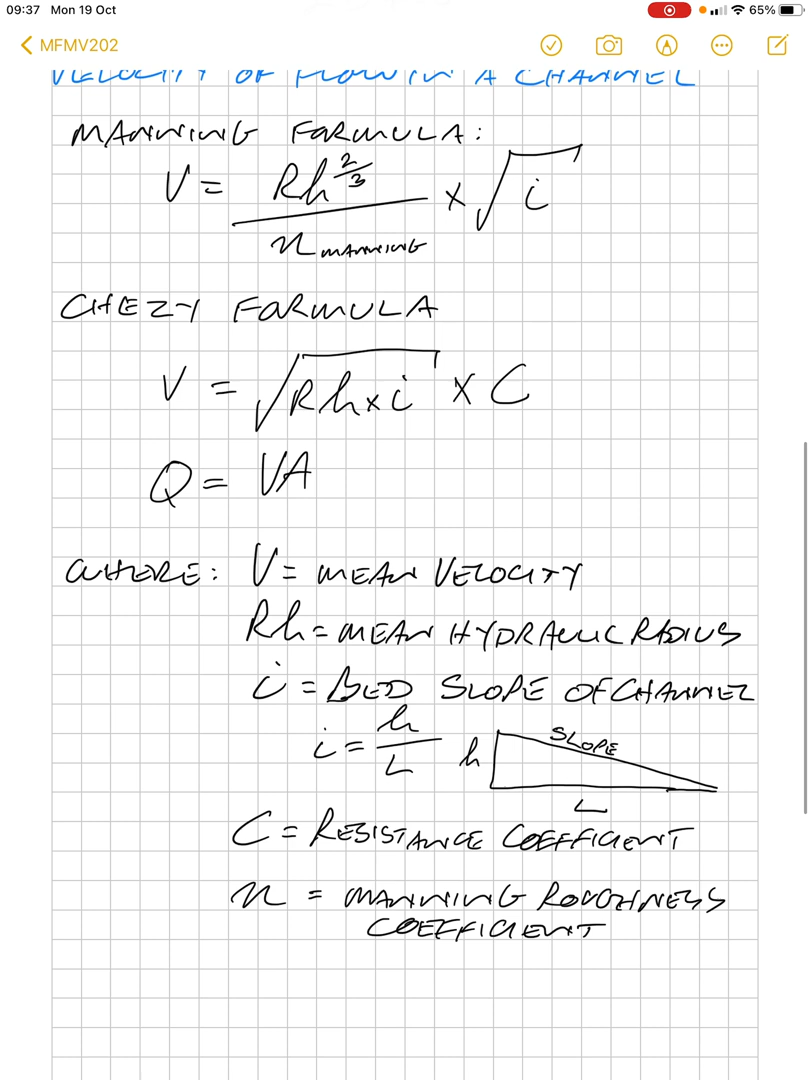 09:37 Mon 19 Oct 65%
MFMV202
VELOCITY OF FLOW IN A CHANNEL
MANNING FORMULA:
V = Rh^(2/3) / n MANNING × √i
CHEZY FORMULA
V = √(Rh×i) × C
Q = VA
WHERE: V = MEAN VELOCITY
Rh = MEAN HYDRAULIC RADIUS
i = BED SLOPE OF CHANNEL
i = h/L h SLOPE
L
C = RESISTANCE COEFFICIENT
n = MANNING ROUGHNESS
COEFFICIENT